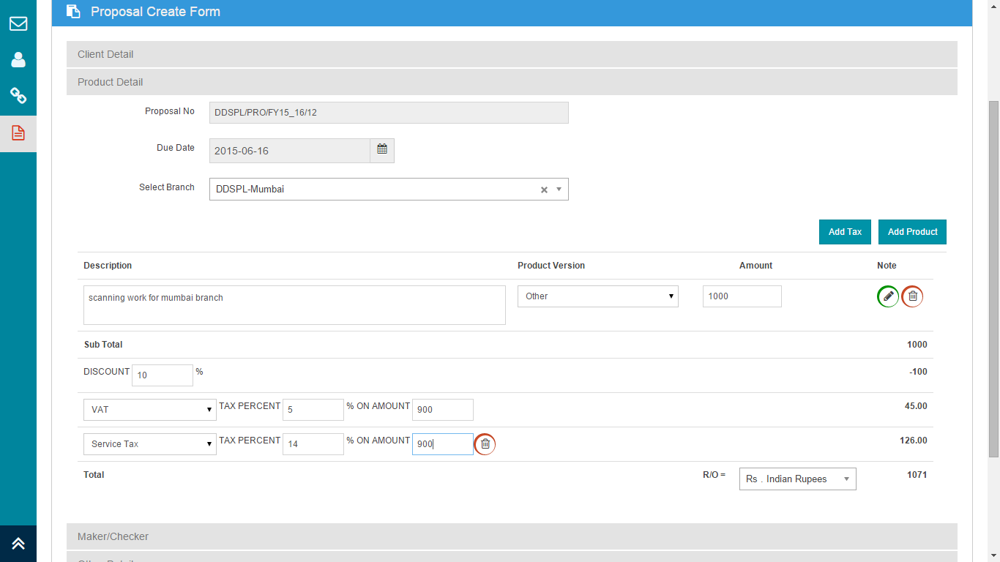 Proposal Create Form
Client Detail
Product Detail
Proposal No DDSPL/PRO/FY15_16/12
Due Date 2015-06-16
Select Branch DDSPL-Mumbai
Add Tax Add Product
Description Product Version Amount Note
scanning work for mumbai branch Other 1000
Sub Total 1000
DISCOUNT 10 % -100
VAT TAX PERCENT 5 % ON AMOUNT 900 45.00
Service Tax TAX PERCENT 14 % ON AMOUNT 900 126.00
Total R/O = Rs . Indian Rupees 1071
Maker/Checker